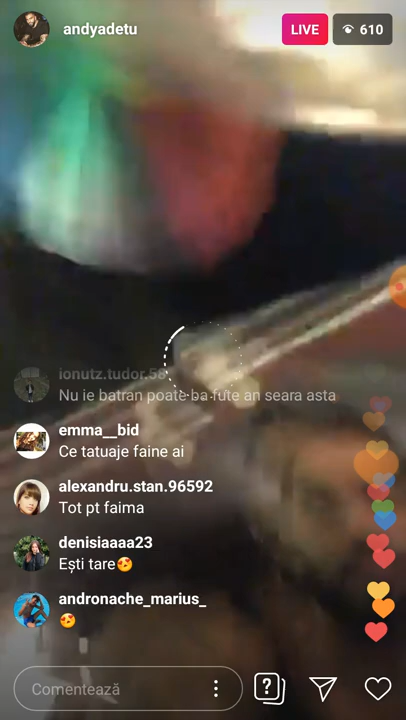 andyadetu
LIVE
610
ionutz.tudor.58
Nu ie batran poate ba fute an seara asta
emma__bid
Ce tatuaje faine ai
alexandru.stan.96592
Tot pt faima
denisiaaaa23
Ești tare😍
andronache_marius_
😍
Comentează